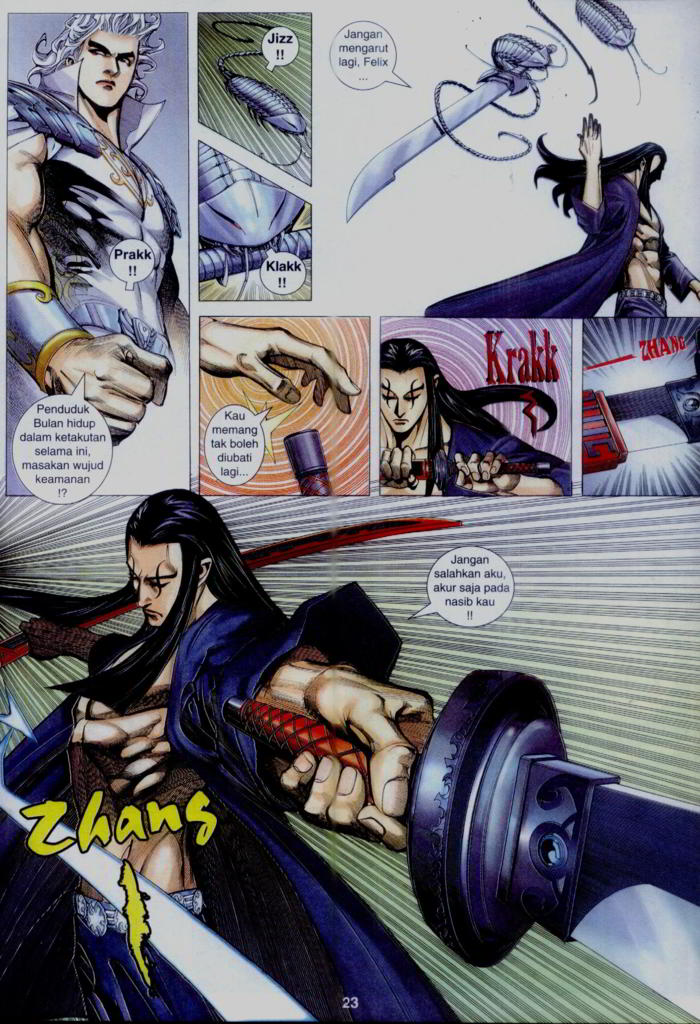 Jizz
!!
Jangan
mengarut
lagi, Felix
...
Prakk
!!
Klakk
!!
Penduduk
Bulan hidup
dalam ketakutan
selama ini,
masakan wujud
keamanan
!?
Kau
memang
tak boleh
diubati
lagi...
Krakk
ZHANG
Jangan
salahkan aku,
akur saja pada
nasib kau
!!
Zhang
!
23